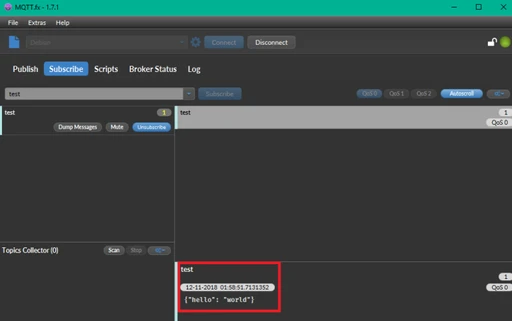 MQTT.fx - 1.7.1
File Extras Help
Debian Connect Disconnect
Publish Subscribe Scripts Broker Status Log
test Subscribe QoS 0 QoS 1 QoS 2 Autoscroll
test 1
Dump Messages Mute Unsubscribe
test 1
QoS 0
Topics Collector (0) Scan Stop
test 1
12-11-2018 01:58:51.7131352 QoS 0
{"hello": "world"}